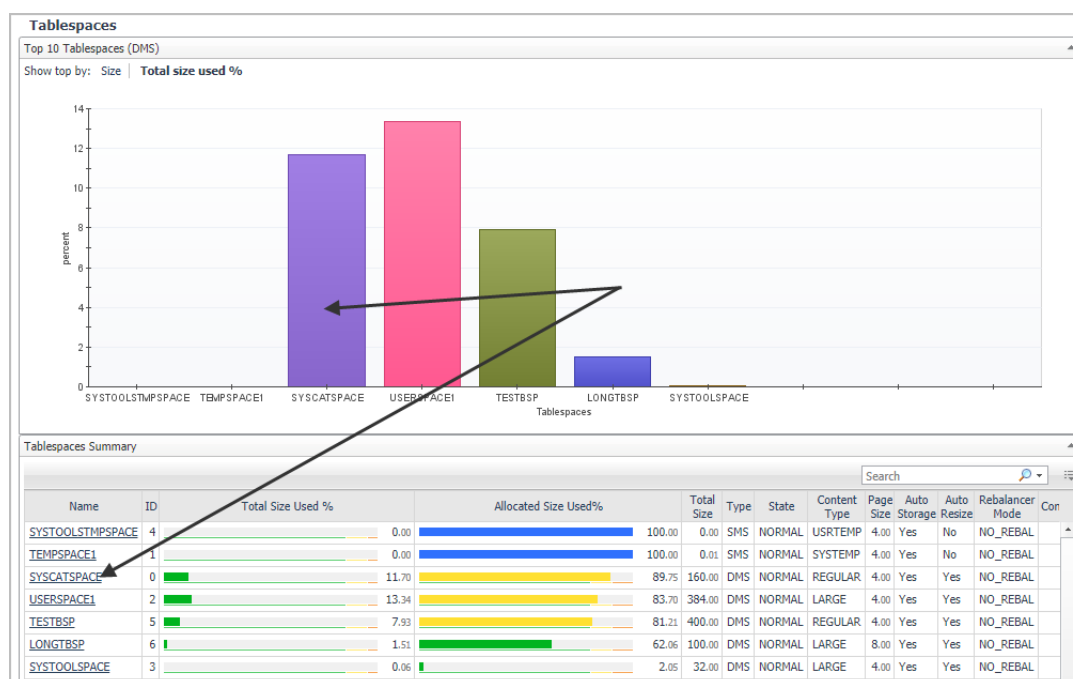 Tablespaces
Top 10 Tablespaces (DMS)
Show top by: Size Total size used %
14
12
10
8
6
4
2
0
percent
SYSTOOLSTMPSPACE TEMPSPACE1 SYSCATSPACE USERSPACE1 TESTBSP LONGTBSP SYSTOOLSPACE
Tablespaces
Tablespaces Summary
Search
Name ID Total Size Used % Allocated Size Used% Total Size Type State Content Type Page Size Auto Storage Auto Resize Rebalancer Mode Con
SYSTOOLSTMPSPACE 4 0.00 100.00 0.00 SMS NORMAL USRTEMP 4.00 Yes No NO_REBAL
TEMPSPACE1 1 0.00 100.00 0.01 SMS NORMAL SYSTEMP 4.00 Yes No NO_REBAL
SYSCATSPACE 0 11.70 89.75 160.00 DMS NORMAL REGULAR 4.00 Yes Yes NO_REBAL
USERSPACE1 2 13.34 83.70 384.00 DMS NORMAL LARGE 4.00 Yes Yes NO_REBAL
TESTBSP 5 7.93 81.21 400.00 DMS NORMAL REGULAR 4.00 Yes Yes NO_REBAL
LONGTBSP 6 1.51 62.06 100.00 DMS NORMAL LARGE 8.00 Yes Yes NO_REBAL
SYSTOOLSPACE 3 0.06 2.05 32.00 DMS NORMAL LARGE 4.00 Yes Yes NO_REBAL